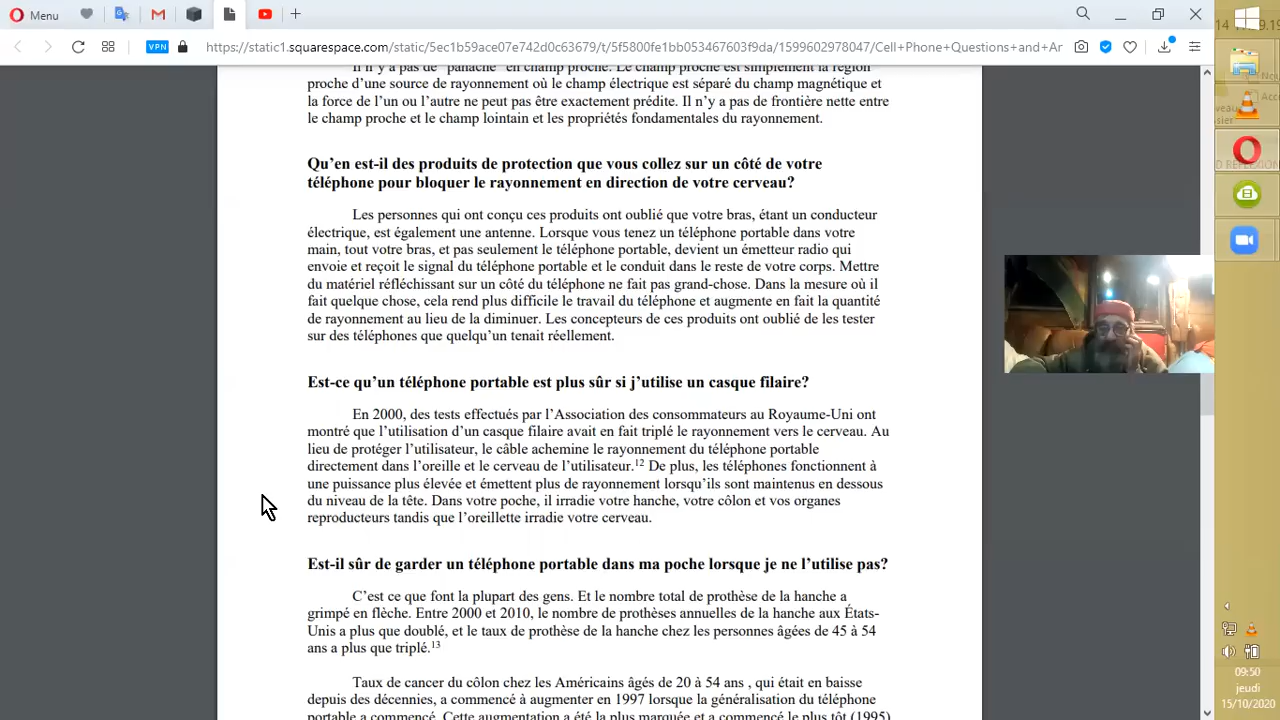 Menu
https://static1.squarespace.com/static/5ec1b59ace07e742d0c63679/t/5f5800fe1bb053467603f9da/1599602972047/Cell+Phone+Questions+and+Ar
VPN
14 19.19
Il n'y a pas de "panache" en champ proche. Le champ proche est simplement la région
proche d'une source de rayonnement où le champ électrique est séparé du champ magnétique et
la force de l'un ou l'autre ne peut pas être exactement prédite. Il n'y a pas de frontière nette entre
le champ proche et le champ lointain et les propriétés fondamentales du rayonnement.
Qu'en est-il des produits de protection que vous collez sur un côté de votre
téléphone pour bloquer le rayonnement en direction de votre cerveau?
Les personnes qui ont conçu ces produits ont oublié que votre bras, étant un conducteur
électrique, est également une antenne. Lorsque vous tenez un téléphone portable dans votre
main, tout votre bras, et pas seulement le téléphone portable, devient un émetteur radio qui
envoie et reçoit le signal du téléphone portable et le conduit dans le reste de votre corps. Mettre
du matériel réfléchissant sur un côté du téléphone ne fait pas grand-chose. Dans la mesure où il
fait quelque chose, cela rend plus difficile le travail du téléphone et augmente en fait la quantité
de rayonnement au lieu de la diminuer. Les concepteurs de ces produits ont oublié de les tester
sur des téléphones que quelqu'un tenait réellement.
Est-ce qu'un téléphone portable est plus sûr si j'utilise un casque filaire?
En 2000, des tests effectués par l'Association des consommateurs au Royaume-Uni ont
montré que l'utilisation d'un casque filaire avait en fait triplé le rayonnement vers le cerveau. Au
lieu de protéger l'utilisateur, le câble achemine le rayonnement du téléphone portable
directement dans l'oreille et le cerveau de l'utilisateur.12 De plus, les téléphones fonctionnent à
une puissance plus élevée et émettent plus de rayonnement lorsqu'ils sont maintenus en dessous
du niveau de la tête. Dans votre poche, il irradie votre hanche, votre côlon et vos organes
reproducteurs tandis que l'oreillette irradie votre cerveau.
Est-il sûr de garder un téléphone portable dans ma poche lorsque je ne l'utilise pas?
C'est ce que font la plupart des gens. Et le nombre total de prothèse de la hanche a
grimpé en flèche. Entre 2000 et 2010, le nombre de prothèses annuelles de la hanche aux États-
Unis a plus que doublé, et le taux de prothèse de la hanche chez les personnes âgées de 45 à 54
ans a plus que triplé.13
Taux de cancer du côlon chez les Américains âgés de 20 à 54 ans , qui était en baisse
depuis des décennies, a commencé à augmenter en 1997 lorsque la généralisation du téléphone
portable a commencé. Cette augmentation a été la plus marquée et a commencé le plus tôt (1995)
09:50
jeudi
15/10/2020